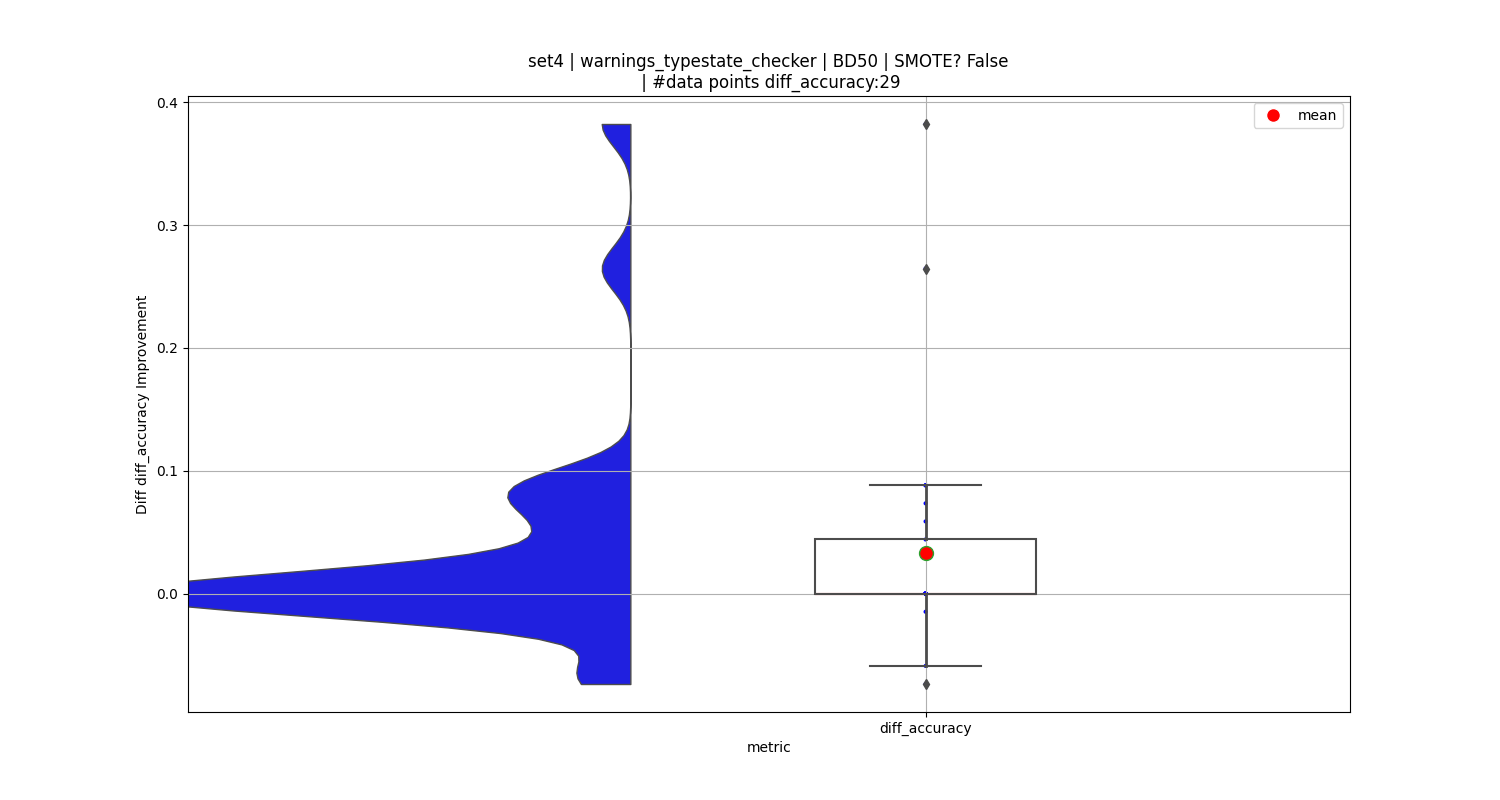 set4 | warnings_typestate_checker | BD50 | SMOTE? False
| #data points diff_accuracy:29
0.4
0.3
0.2
0.1
0.0
Diff diff_accuracy Improvement
mean
diff_accuracy
metric